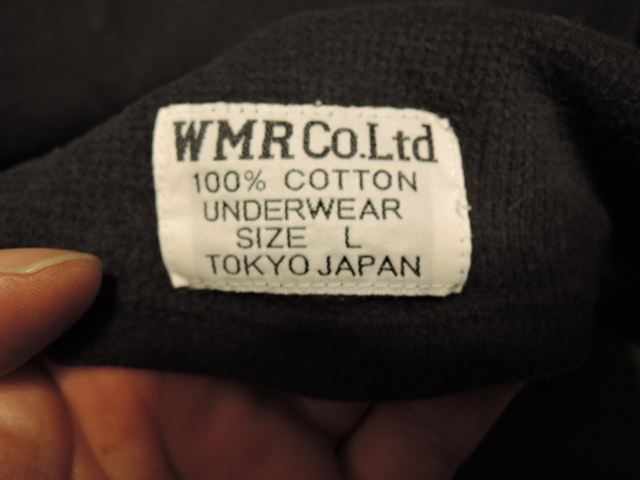 WMR Co.Ltd
100% COTTON
UNDERWEAR
SIZE L
TOKYO JAPAN